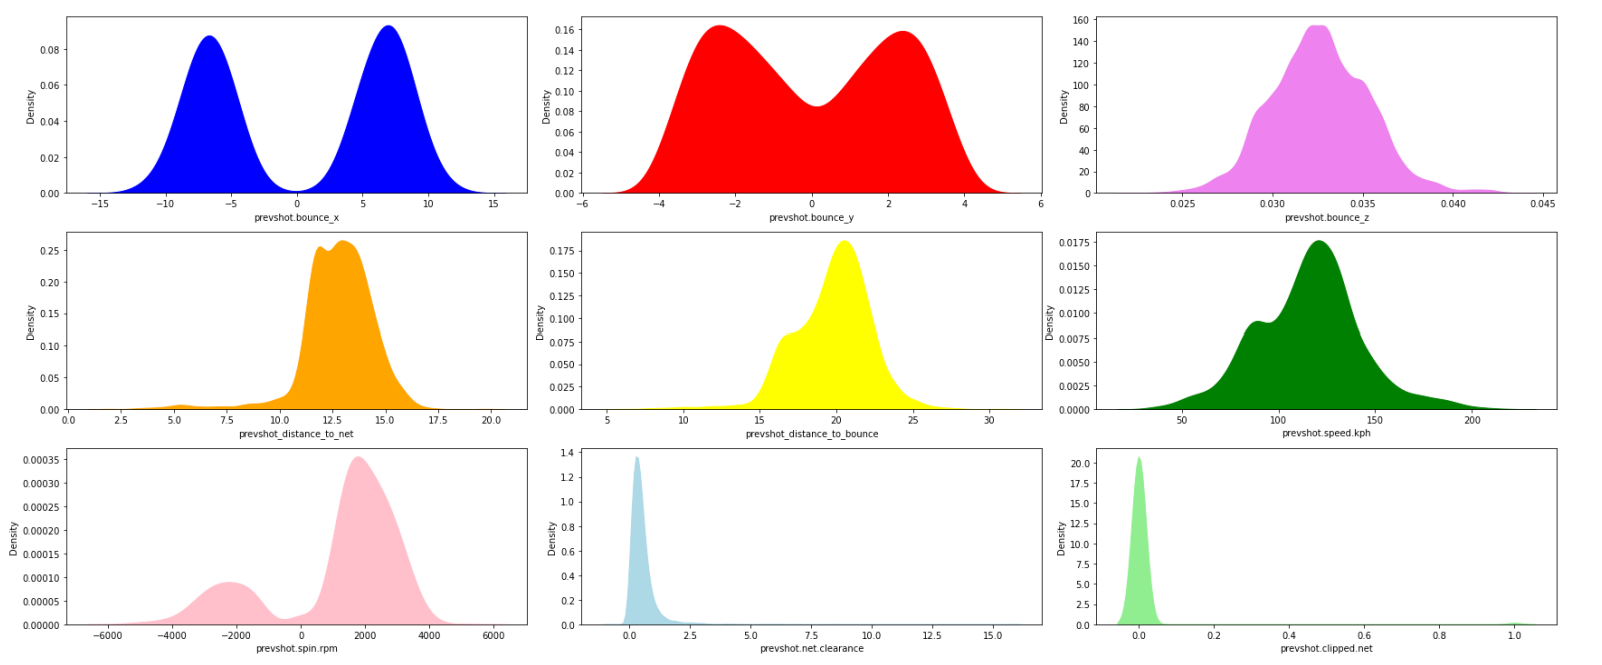 0.08
0.06
0.04
0.02
0.00
Density
−15 −10 −5 0 5 10 15
prevshot.bounce_x
0.16
0.14
0.12
0.10
0.08
0.06
0.04
0.02
0.00
Density
−6 −4 −2 0 2 4 6
prevshot.bounce_y
160
140
120
100
80
60
40
20
0
Density
0.025 0.030 0.035 0.040 0.045
prevshot.bounce_z
0.25
0.20
0.15
0.10
0.05
0.00
Density
0.0 2.5 5.0 7.5 10.0 12.5 15.0 17.5 20.0
prevshot_distance_to_net
0.175
0.150
0.125
0.100
0.075
0.050
0.025
0.000
Density
5 10 15 20 25 30
prevshot_distance_to_bounce
0.0175
0.0150
0.0125
0.0100
0.0075
0.0050
0.0025
0.0000
Density
50 100 150 200
prevshot.speed.kph
0.00035
0.00030
0.00025
0.00020
0.00015
0.00010
0.00005
0.00000
Density
−6000 −4000 −2000 0 2000 4000 6000
prevshot.spin.rpm
1.4
1.2
1.0
0.8
0.6
0.4
0.2
0.0
Density
0.0 2.5 5.0 7.5 10.0 12.5 15.0
prevshot.net.clearance
20.0
17.5
15.0
12.5
10.0
7.5
5.0
2.5
0.0
Density
0.0 0.2 0.4 0.6 0.8 1.0
prevshot.clipped.net